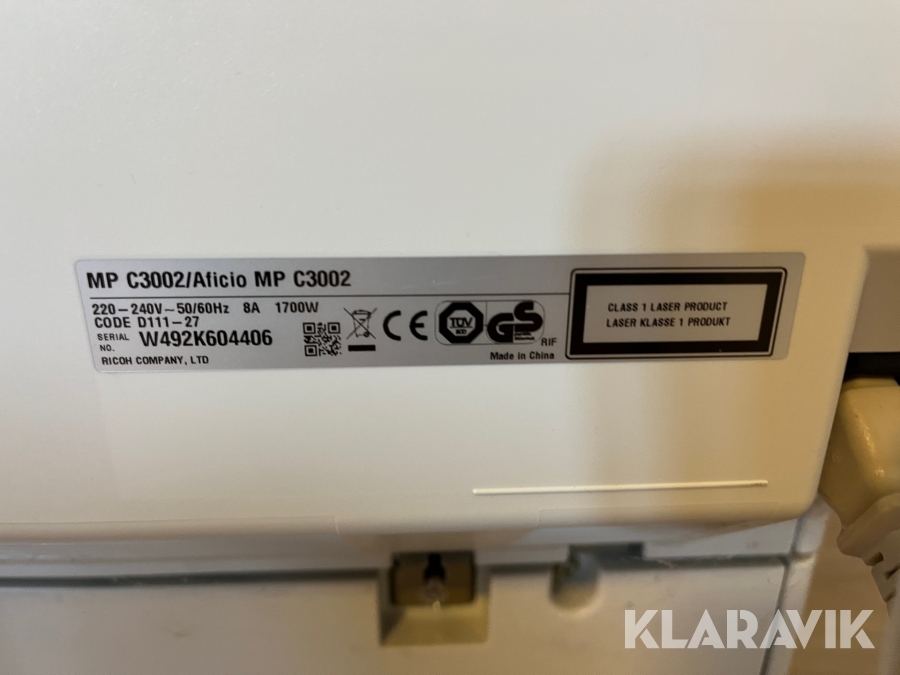 MP C3002/Aficio MP C3002
220-240V~50/60Hz 8A 1700W
CODE D111-27
SERIAL NO. W492K604406
RICOH COMPANY, LTD
CE
TÜV
GS
RIF
Made in China
CLASS 1 LASER PRODUCT
LASER KLASSE 1 PRODUKT
KLARAVIK